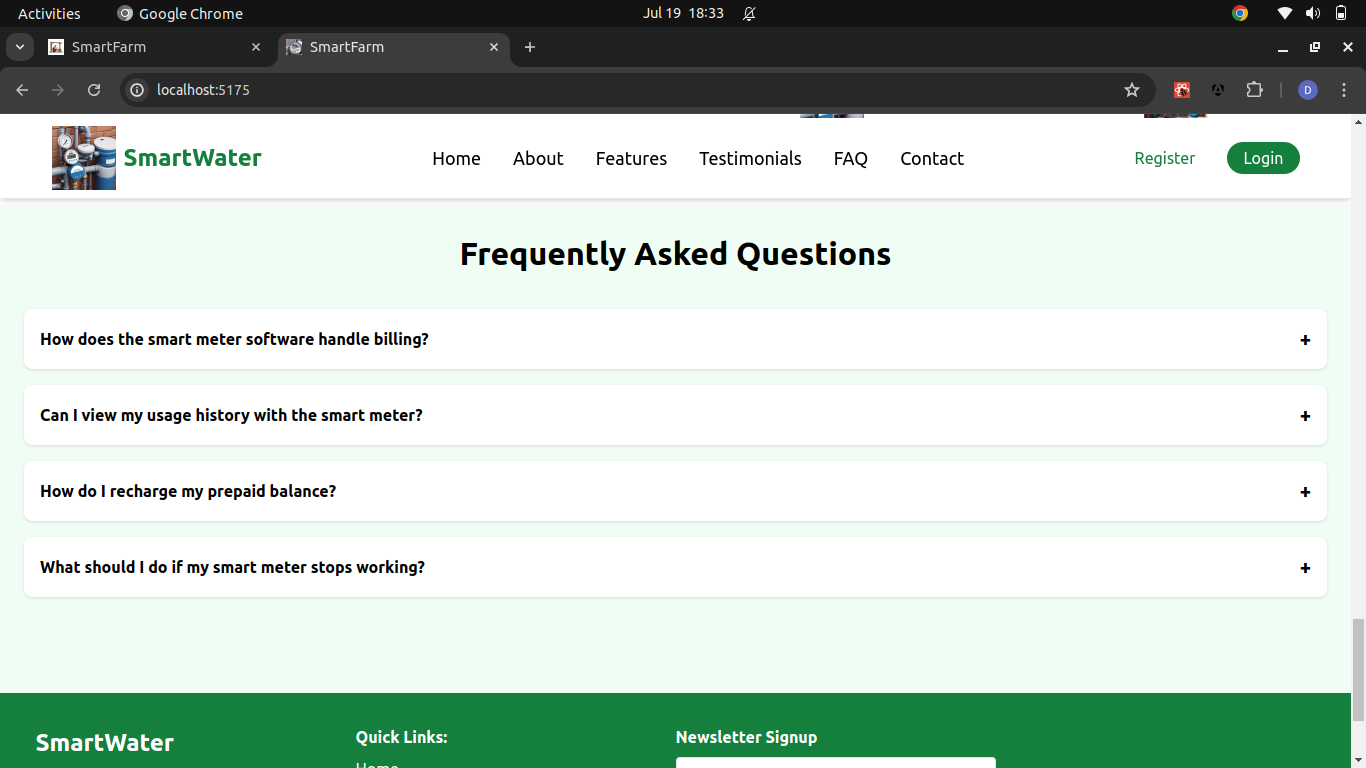 Activities Google Chrome Jul 19 18:33
SmartFarm SmartFarm
localhost:5175 D
SmartWater Home About Features Testimonials FAQ Contact Register Login
Frequently Asked Questions
How does the smart meter software handle billing? +
Can I view my usage history with the smart meter? +
How do I recharge my prepaid balance? +
What should I do if my smart meter stops working? +
SmartWater Quick Links: Newsletter Signup
Home